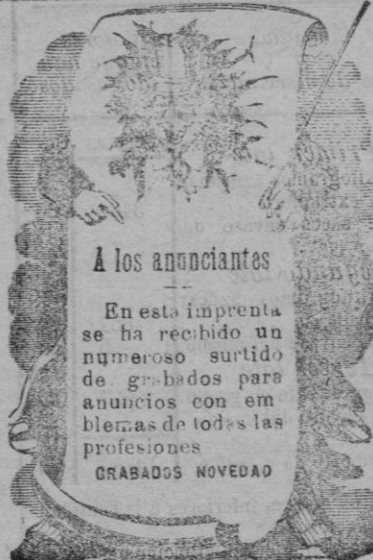 A los anunciantes
En esta imprenta
se ha recibido un
numeroso surtido
de grabados para
anuncios con em
blemas de todas las
profesiones
GRABADOS NOVEDAD